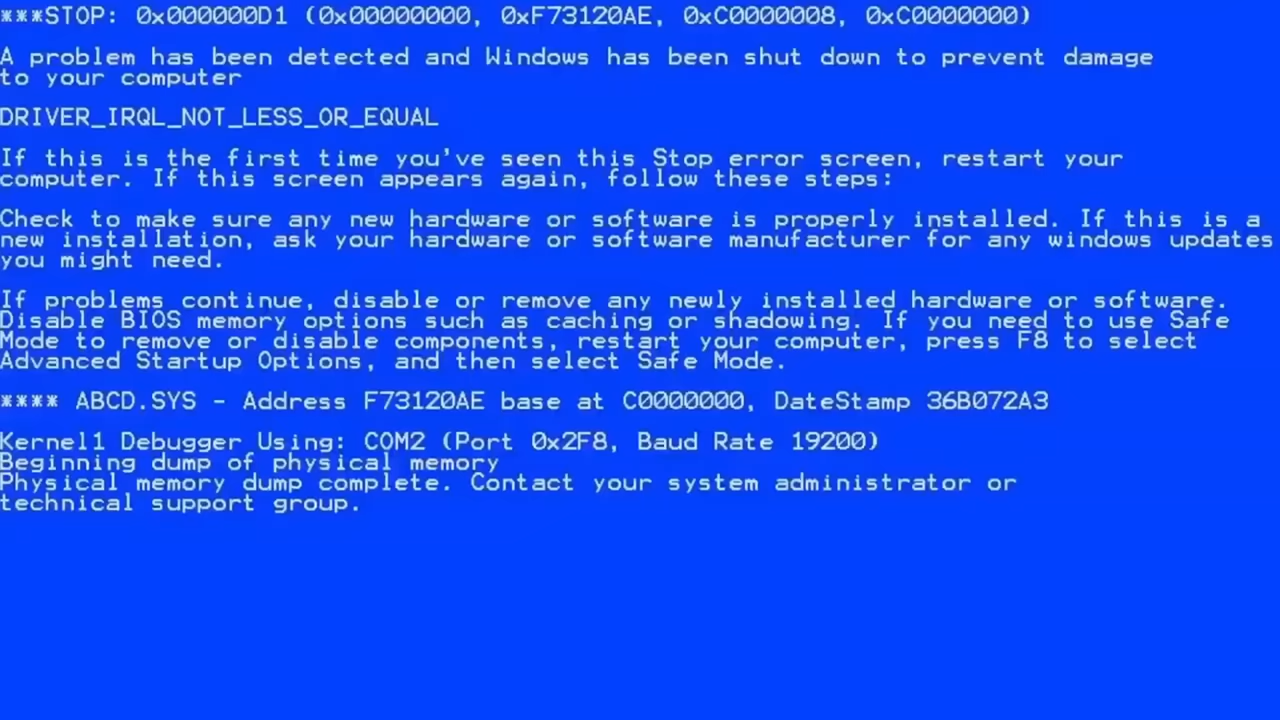 ***STOP: 0x000000D1 (0x00000000, 0xF73120AE, 0xC0000008, 0xC0000000)
A problem has been detected and Windows has been shut down to prevent damage
to your computer
DRIVER_IRQL_NOT_LESS_OR_EQUAL
If this is the first time you've seen this Stop error screen, restart your
computer. If this screen appears again, follow these steps:
Check to make sure any new hardware or software is properly installed. If this is a
new installation, ask your hardware or software manufacturer for any windows updates
you might need.
If problems continue, disable or remove any newly installed hardware or software.
Disable BIOS memory options such as caching or shadowing. If you need to use Safe
Mode to remove or disable components, restart your computer, press F8 to select
Advanced Startup Options, and then select Safe Mode.
**** ABCD.SYS - Address F73120AE base at C0000000, DateStamp 36B072A3
Kernel1 Debugger Using: COM2 (Port 0x2F8, Baud Rate 19200)
Beginning dump of physical memory
Physical memory dump complete. Contact your system administrator or
technical support group.